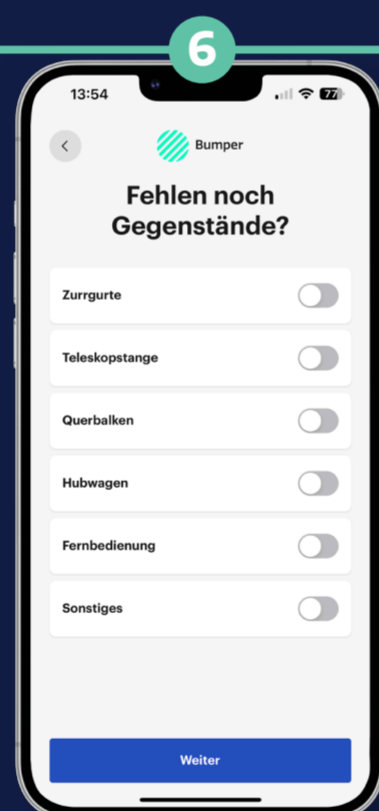 6
13:54
77
Bumper
Fehlen noch
Gegenstände?
Zurrgurte
Teleskopstange
Querbalken
Hubwagen
Fernbedienung
Sonstiges
Weiter